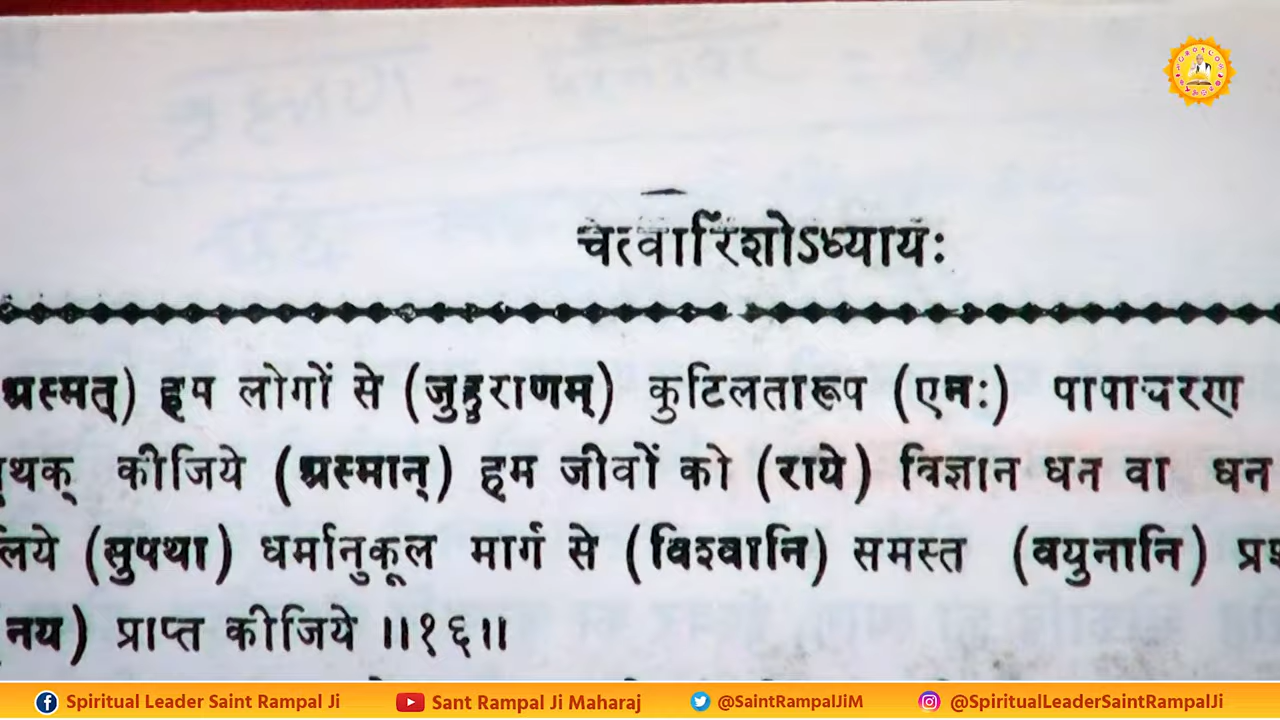 चत्वारिंशोऽध्यायः
अस्मत्) हम लोगों से (जुहुराणम्) कुटिलतारूप (एनः) पापाचरण
कीजिये (अस्मान्) हम जीवों को (राये) विज्ञान धन वा धन
(सुपथा) धर्मानुकूल मार्ग से (विश्वानि) समस्त (वयुनानि)
नय) प्राप्त कीजिये ॥१६॥
Spiritual Leader Saint Rampal Ji Sant Rampal Ji Maharaj @SaintRampalJiM @SpiritualLeaderSaintRampalJi